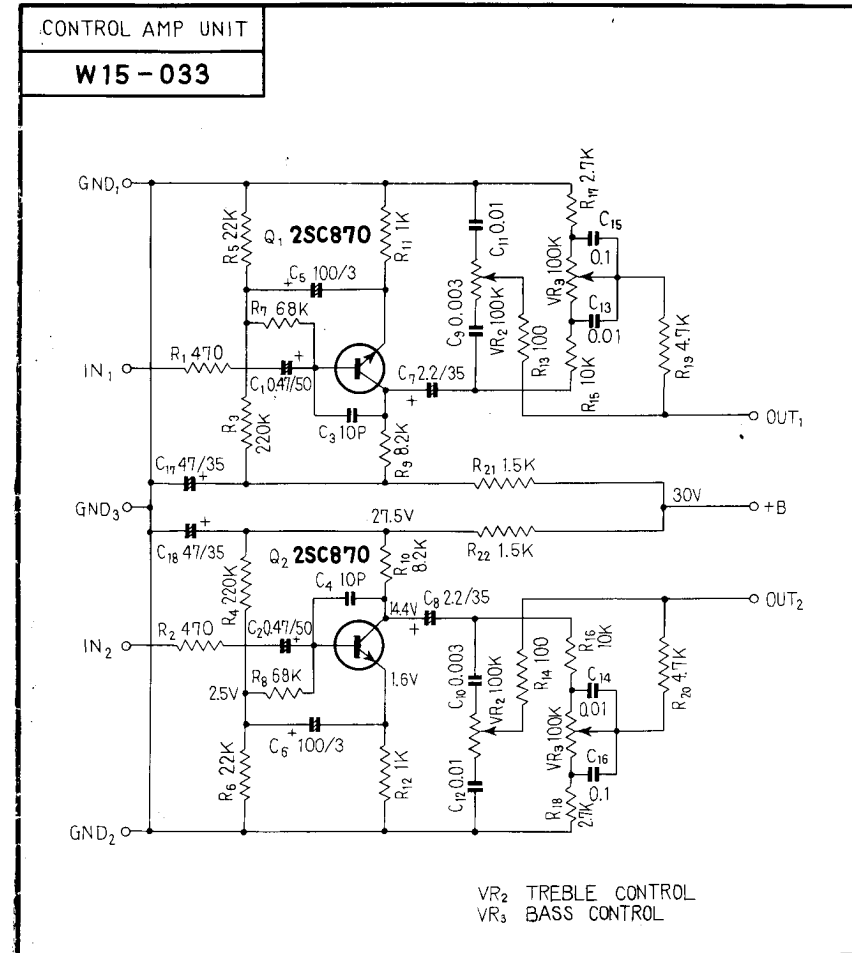 CONTROL AMP UNIT
W15-033
GND₁
R₅ 22K
Q₁ 2SC870
R₁₁ 1K
C₁₁ 0.01
R₁₇ 2.7K
C₁₅
0.1
C₅ 100/3
+
R₇ 68K
VR₃ 100K
C₉ 0.003
VR₂ 100K
R₁₃ 100
C₁₃
0.01
R₁₉ 4.7K
IN₁
R₁ 470
C₁ 0.47/50
+
C₇ 2.2/35
+
R₁₅ 10K
R₃ 220K
C₃ 10P
R₉ 8.2K
OUT₁
C₁₇ 47/35
+
R₂₁ 1.5K
GND₃
30V
+B
27.5V
C₁₈ 47/35
+
R₂₂ 1.5K
Q₂ 2SC870
R₁₀ 8.2K
R₄ 220K
C₄ 10P
14.4V
C₈ 2.2/35
+
OUT₂
IN₂
R₂ 470
C₂ 0.47/50
+
R₁₆ 10K
C₁₀ 0.003
VR₂ 100K
R₁₄ 100
C₁₄
0.01
R₂₀ 4.7K
R₈ 68K
2.5V
1.6V
C₆ 100/3
+
VR₃ 100K
C₁₆
0.1
R₆ 22K
R₁₂ 1K
C₁₂ 0.01
R₁₈ 2.7K
GND₂
VR₂ TREBLE CONTROL
VR₃ BASS CONTROL